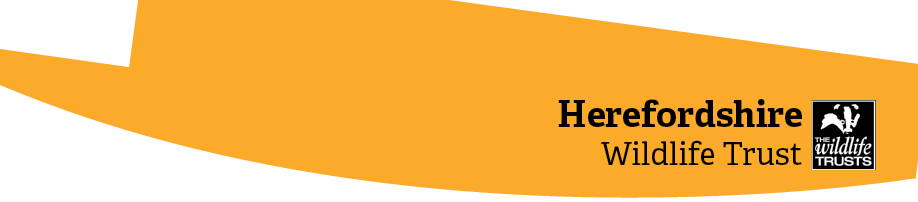 Herefordshire
Wildlife Trust
THE
wildlife
TRUSTS